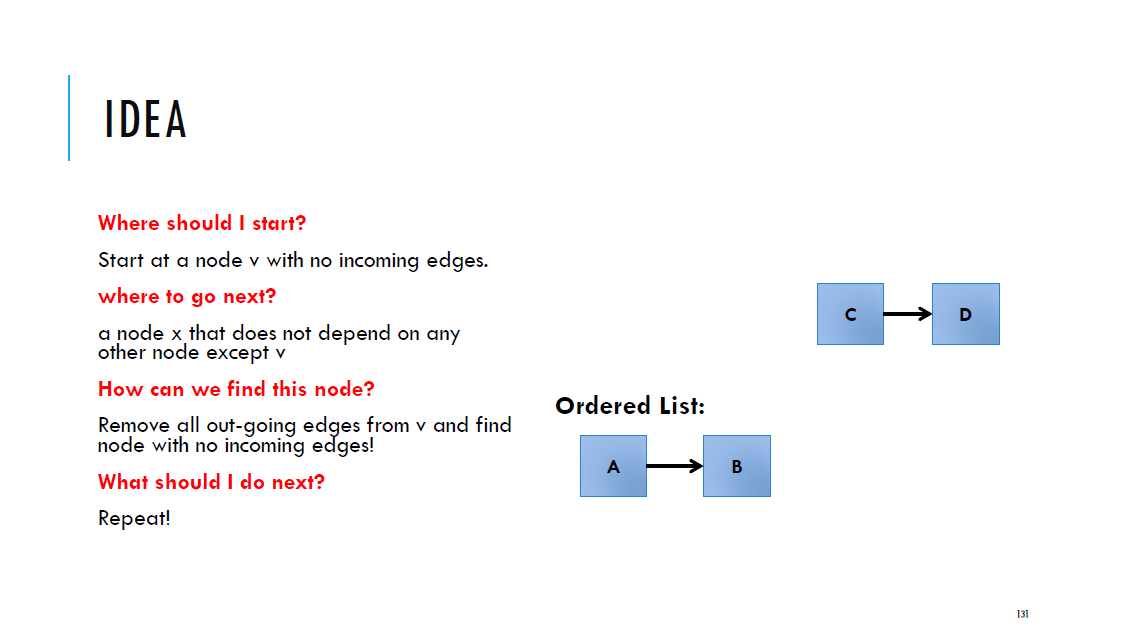 IDEA
Where should I start?
Start at a node v with no incoming edges.
where to go next?
a node x that does not depend on any
other node except v
How can we find this node?
Remove all out-going edges from v and find
node with no incoming edges!
What should I do next?
Repeat!
C
D
Ordered List:
A
B
131